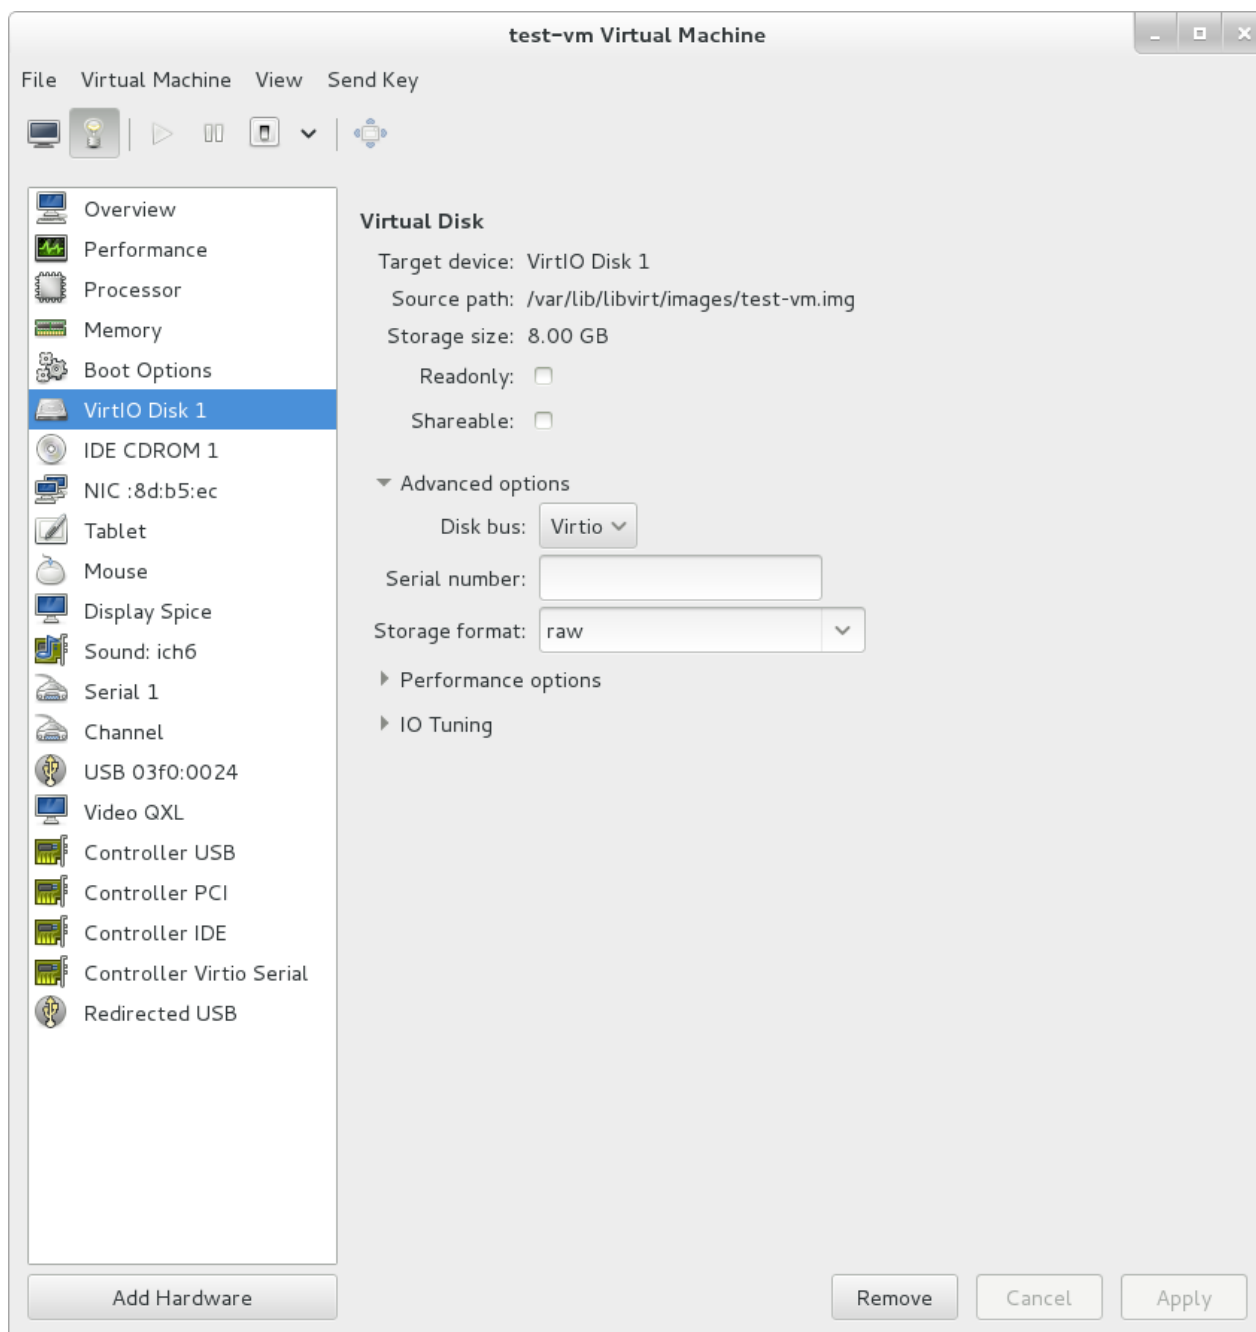 test-vm Virtual Machine
File Virtual Machine View Send Key
Overview
Performance
Processor
Memory
Boot Options
VirtIO Disk 1
IDE CDROM 1
NIC :8d:b5:ec
Tablet
Mouse
Display Spice
Sound: ich6
Serial 1
Channel
USB 03f0:0024
Video QXL
Controller USB
Controller PCI
Controller IDE
Controller Virtio Serial
Redirected USB
Add Hardware
Virtual Disk
Target device: VirtIO Disk 1
Source path: /var/lib/libvirt/images/test-vm.img
Storage size: 8.00 GB
Readonly:
Shareable:
Advanced options
Disk bus: Virtio
Serial number:
Storage format: raw
Performance options
IO Tuning
Remove Cancel Apply